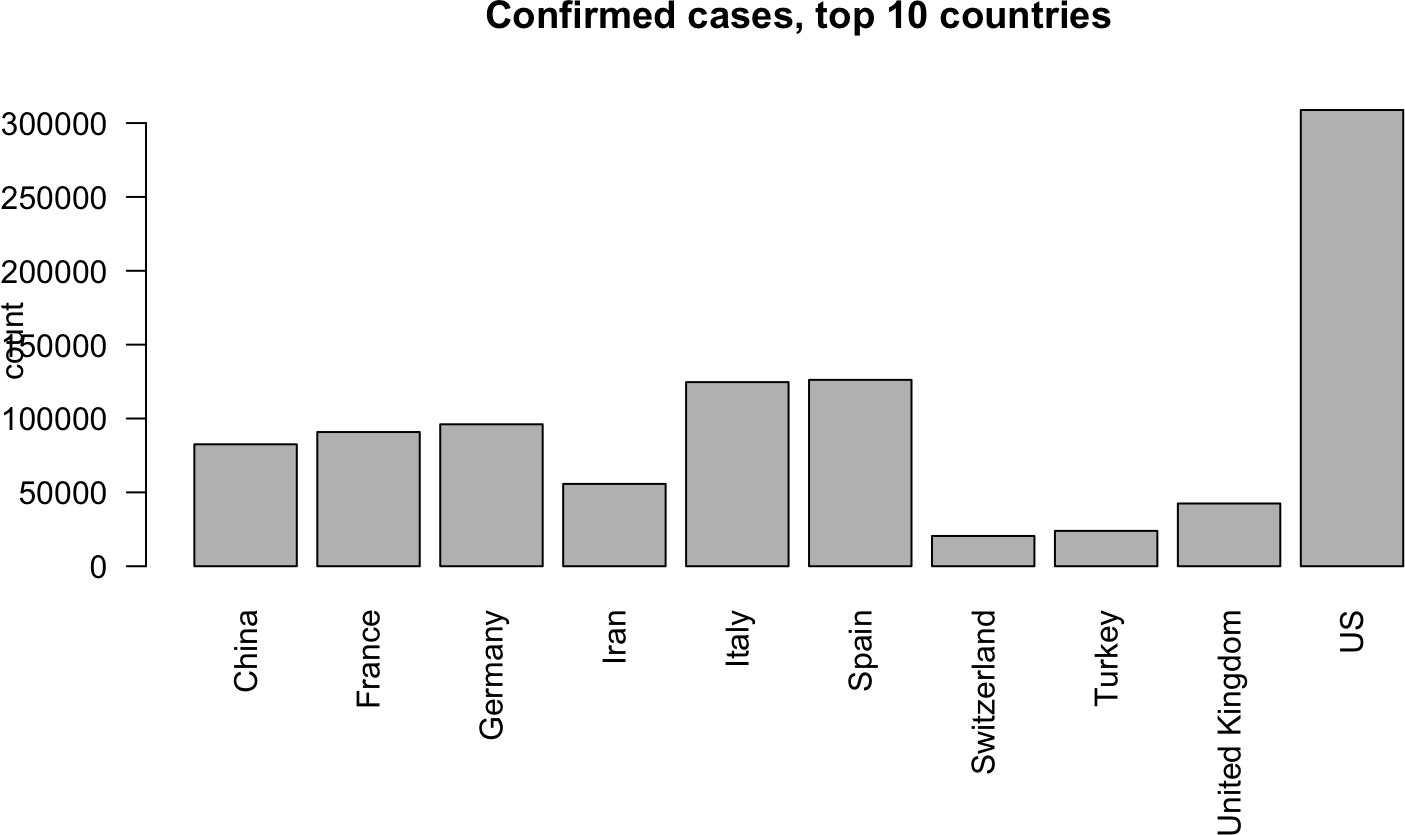 Confirmed cases, top 10 countries
300000
250000
200000
150000
100000
50000
0
count
China
France
Germany
Iran
Italy
Spain
Switzerland
Turkey
United Kingdom
US